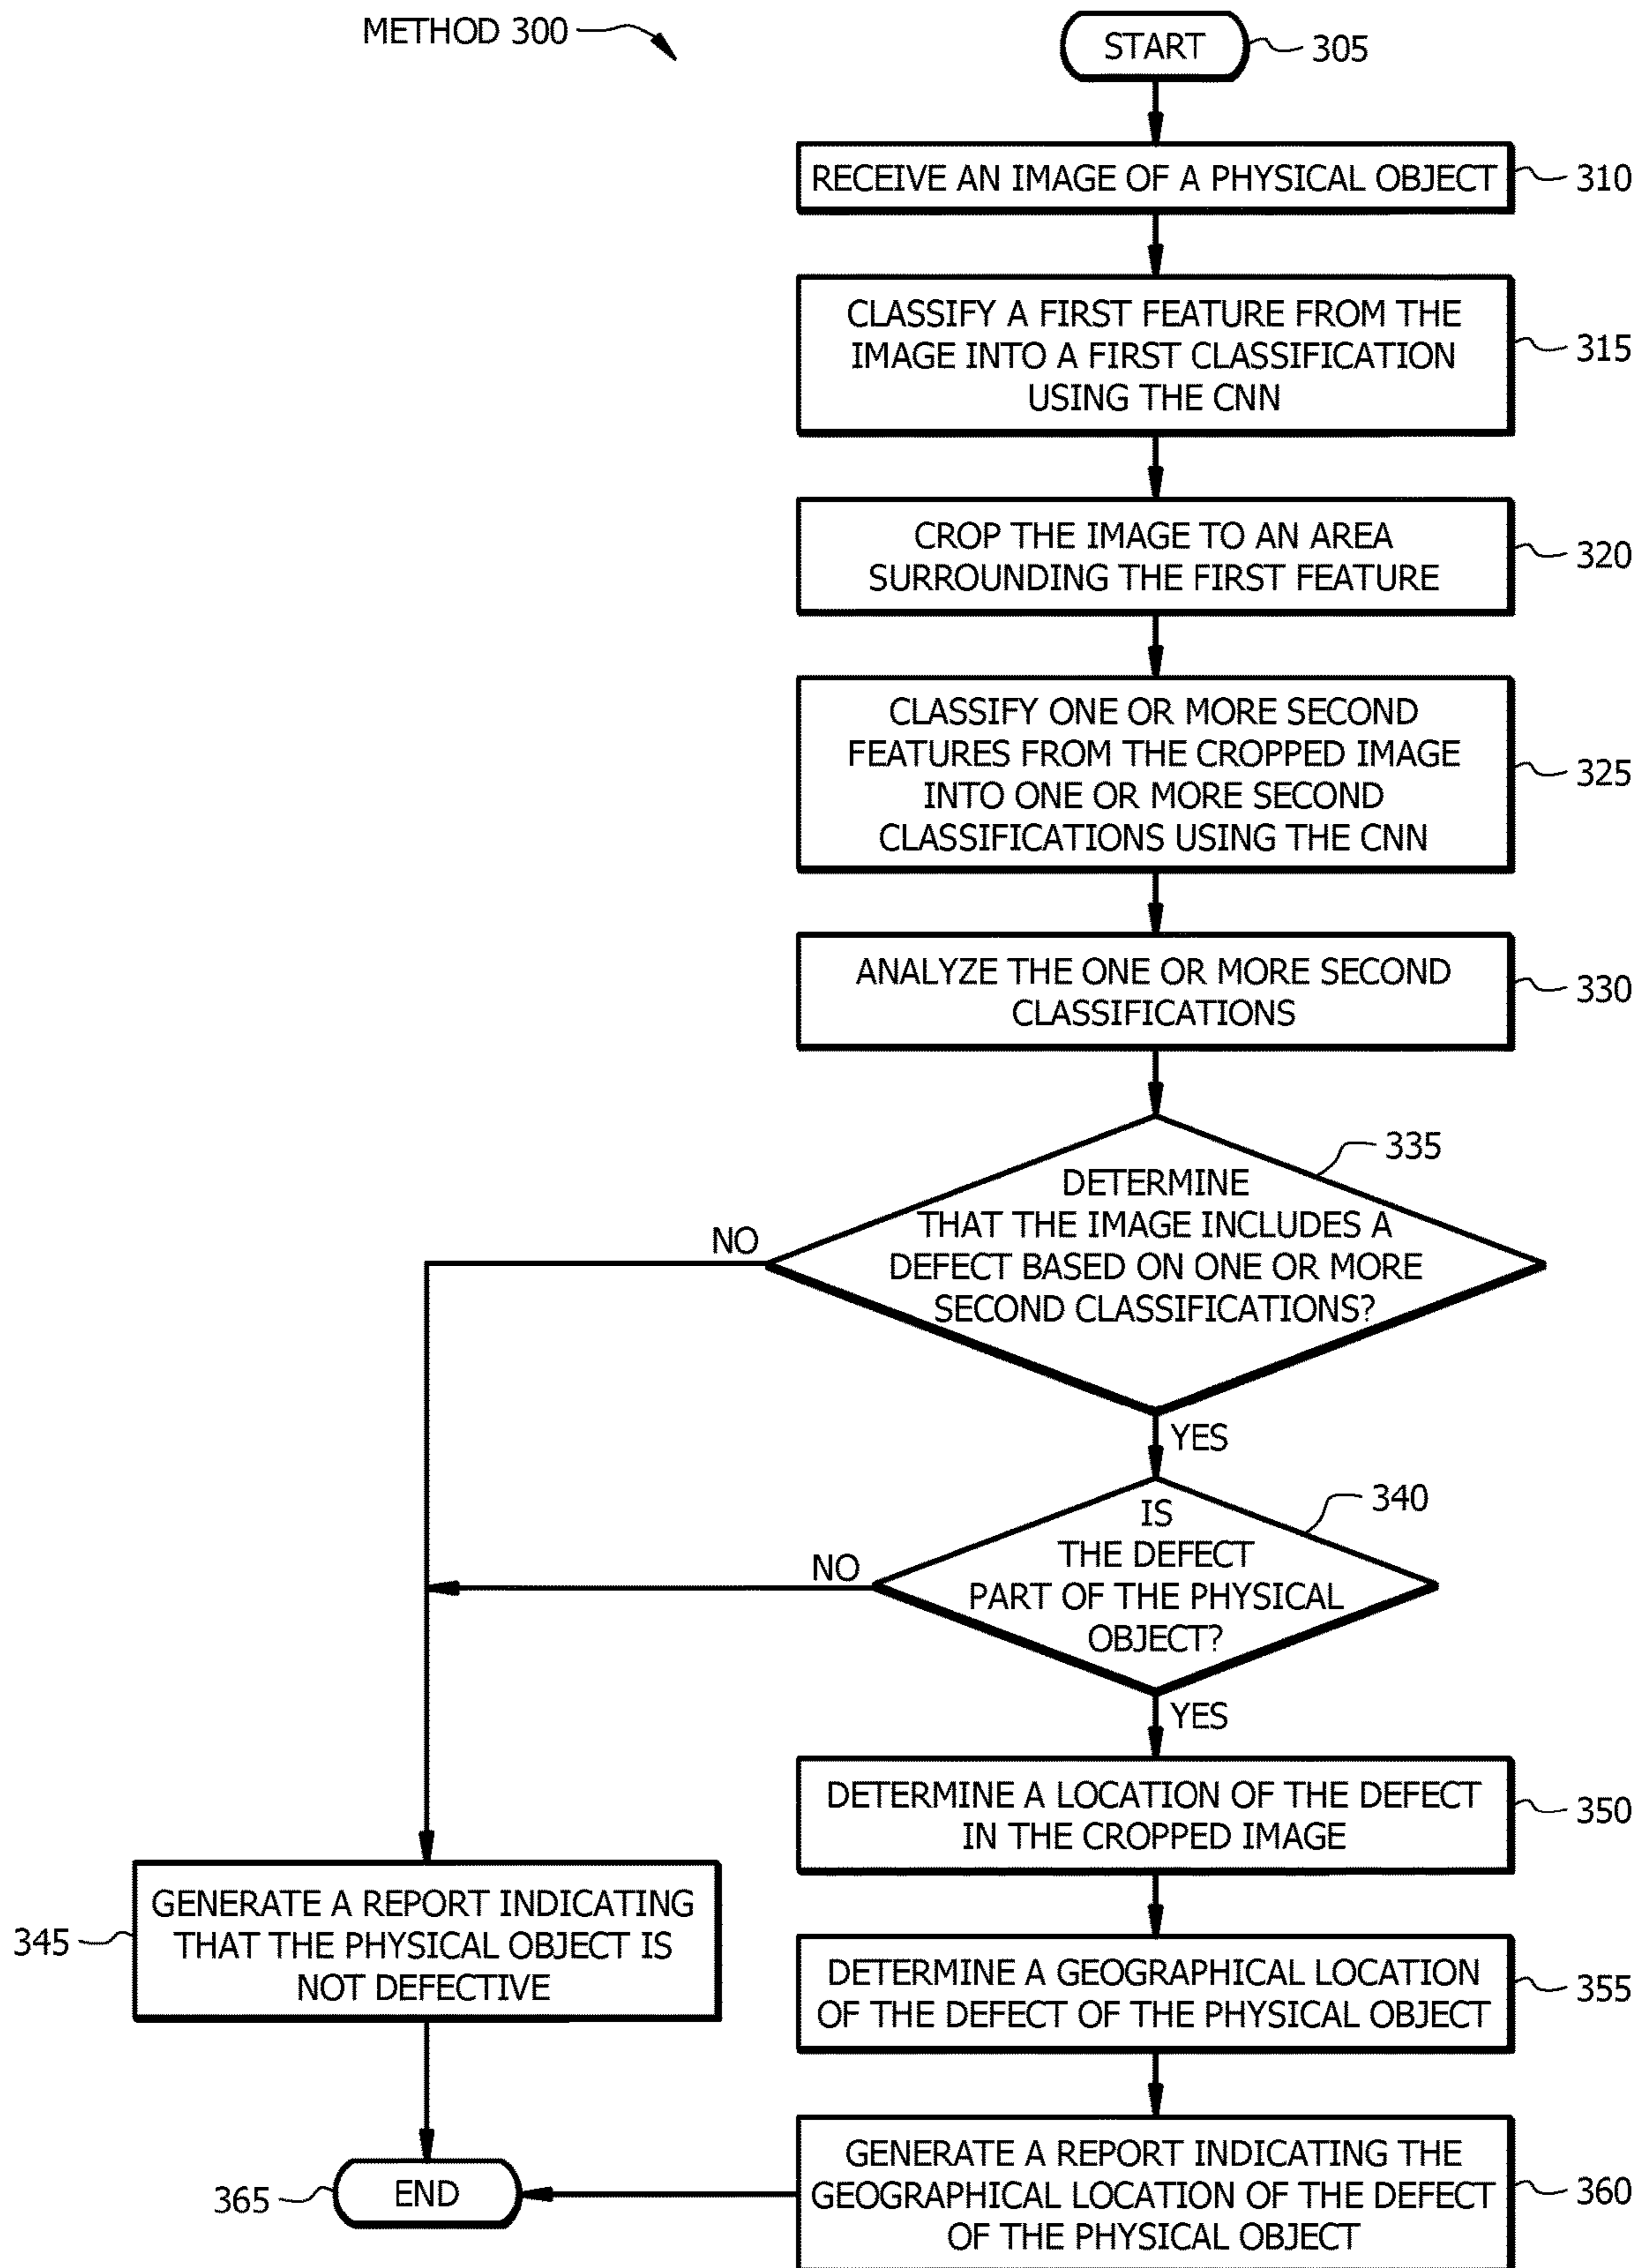 METHOD 300
START
305
RECEIVE AN IMAGE OF A PHYSICAL OBJECT
310
CLASSIFY A FIRST FEATURE FROM THE
IMAGE INTO A FIRST CLASSIFICATION
USING THE CNN
315
CROP THE IMAGE TO AN AREA
SURROUNDING THE FIRST FEATURE
320
CLASSIFY ONE OR MORE SECOND
FEATURES FROM THE CROPPED IMAGE
INTO ONE OR MORE SECOND
CLASSIFICATIONS USING THE CNN
325
ANALYZE THE ONE OR MORE SECOND
CLASSIFICATIONS
330
335
DETERMINE
THAT THE IMAGE INCLUDES A
DEFECT BASED ON ONE OR MORE
SECOND CLASSIFICATIONS?
NO
YES
340
IS
THE DEFECT
PART OF THE PHYSICAL
OBJECT?
NO
YES
DETERMINE A LOCATION OF THE DEFECT
IN THE CROPPED IMAGE
350
GENERATE A REPORT INDICATING
THAT THE PHYSICAL OBJECT IS
NOT DEFECTIVE
345
DETERMINE A GEOGRAPHICAL LOCATION
OF THE DEFECT OF THE PHYSICAL OBJECT
355
GENERATE A REPORT INDICATING THE
GEOGRAPHICAL LOCATION OF THE DEFECT
OF THE PHYSICAL OBJECT
360
END
365